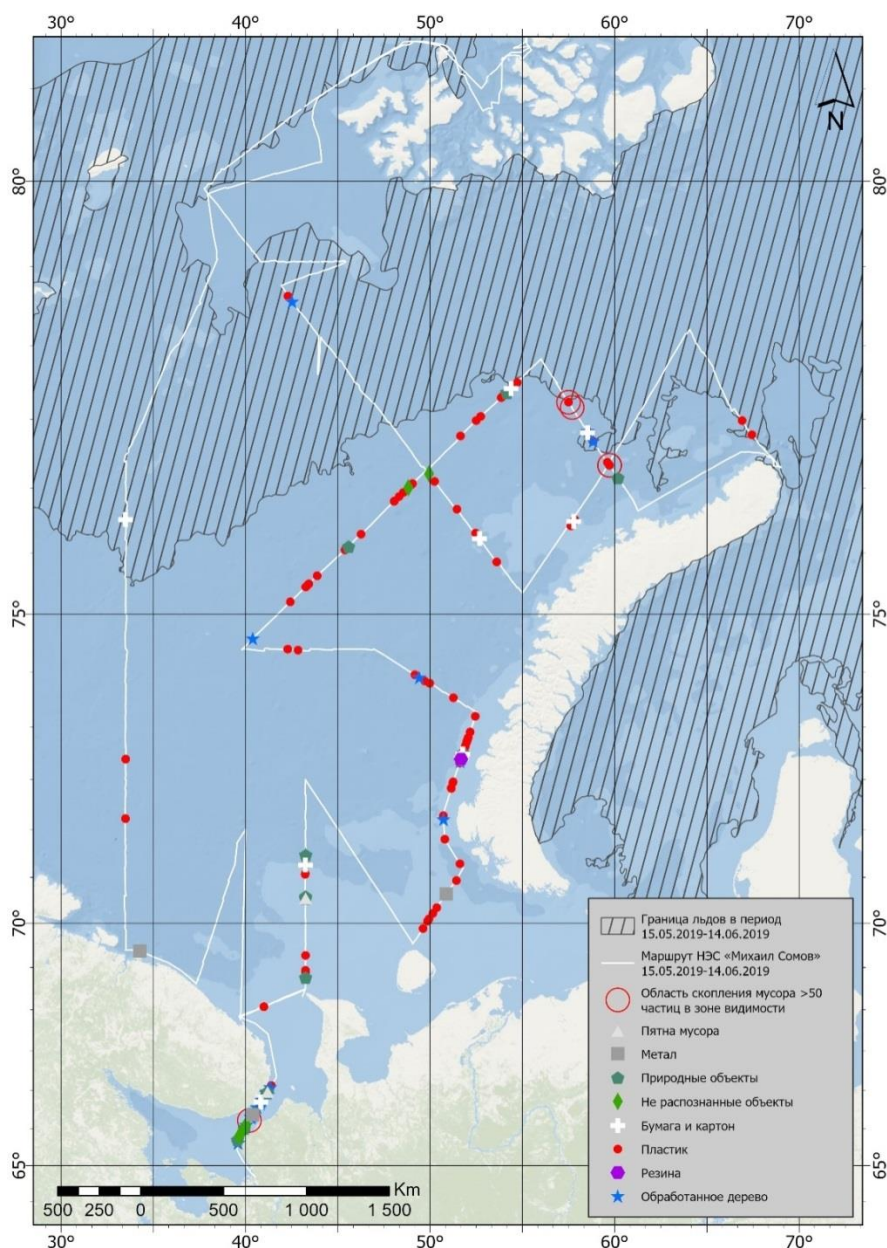 30° 40° 50° 60° 70°
N
80° 80°
75° 75°
70° 70°
65° 65°
Граница льдов в период
15.05.2019-14.06.2019
Маршрут НЭС «Михаил Сомов»
15.05.2019-14.06.2019
Область скопления мусора >50
частиц в зоне видимости
Пятна мусора
Метал
Природные объекты
Не распознанные объекты
Бумага и картон
Пластик
Резина
Обработанное дерево
Km
500 250 0 500 1 000 1 500
30° 40° 50° 60° 70°